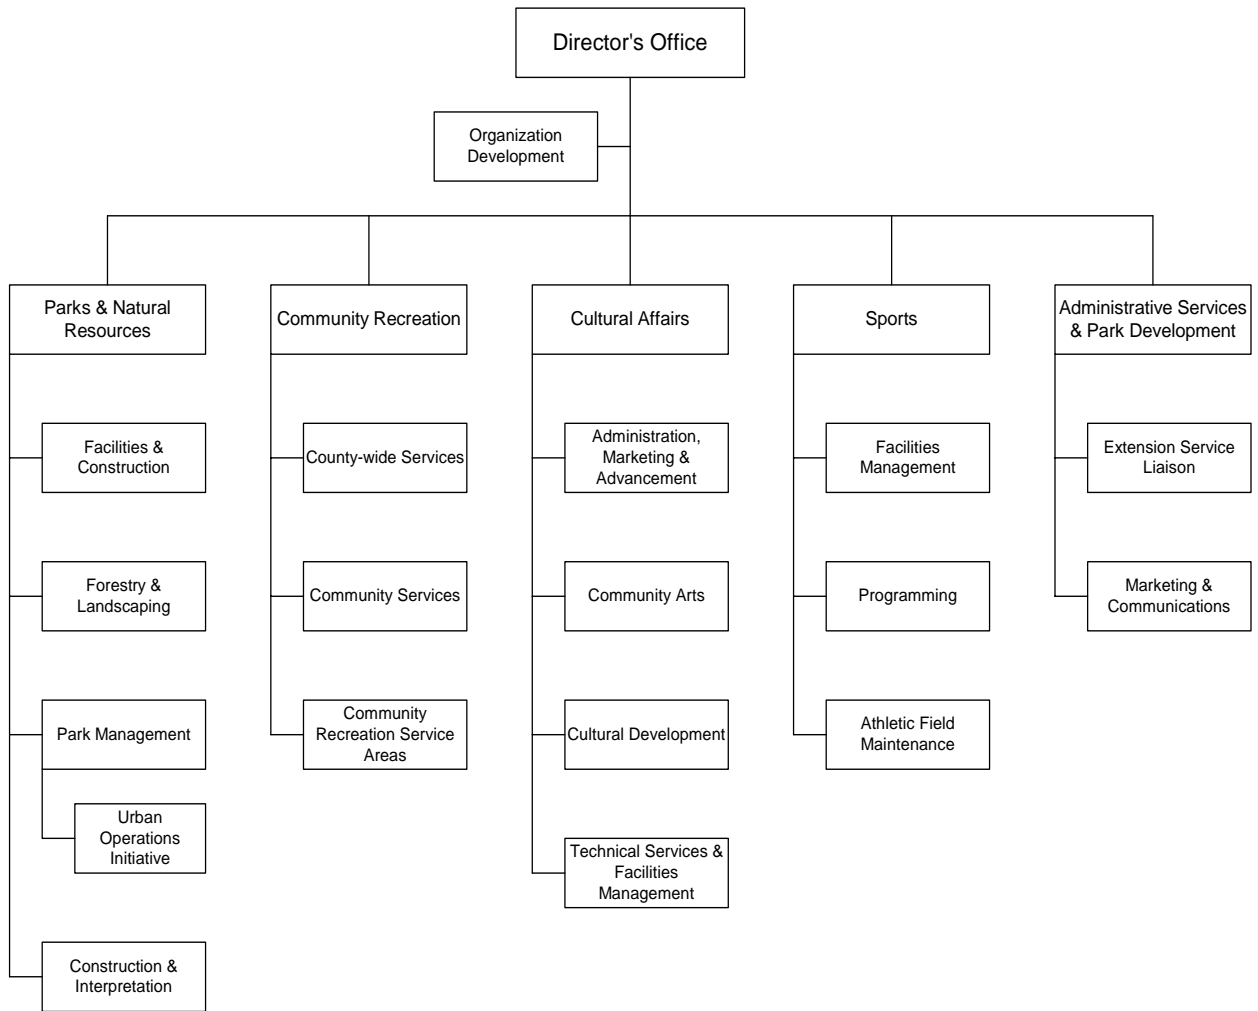 Director's Office
Organization
Development
Parks & Natural
Resources
Community Recreation
Cultural Affairs
Sports
Administrative Services
& Park Development
Facilities &
Construction
County-wide Services
Administration,
Marketing &
Advancement
Facilities
Management
Extension Service
Liaison
Forestry &
Landscaping
Community Services
Community Arts
Programming
Marketing &
Communications
Park Management
Community
Recreation Service
Areas
Cultural Development
Athletic Field
Maintenance
Urban
Operations
Initiative
Technical Services &
Facilities
Management
Construction &
Interpretation